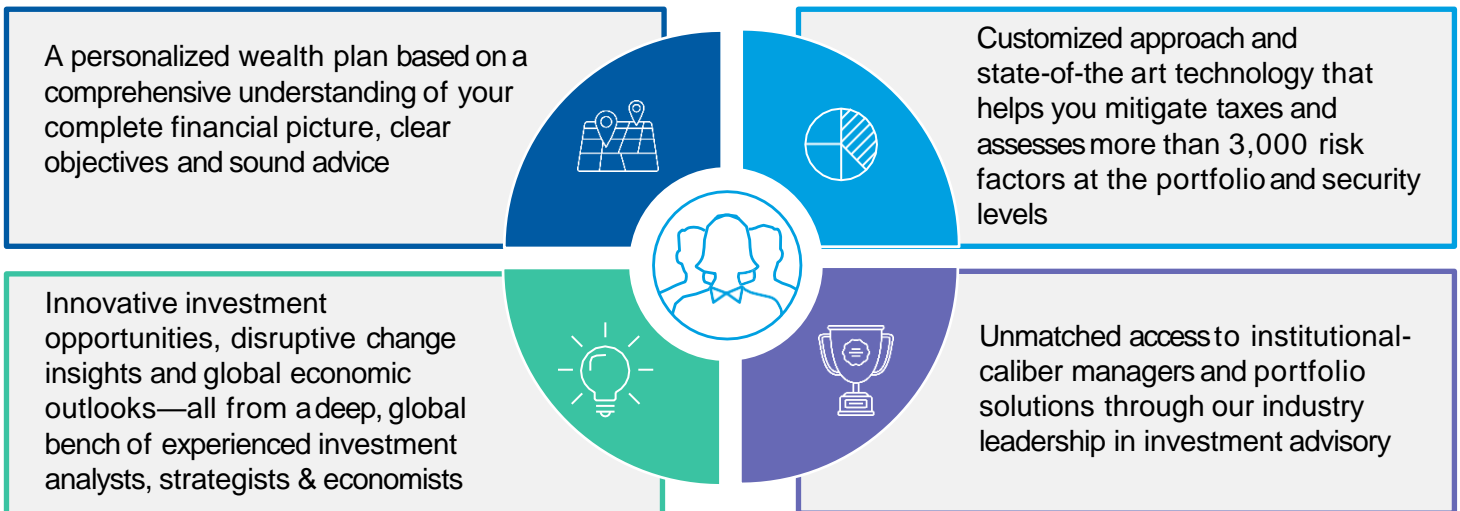 A personalized wealth plan based on a
comprehensive understanding of your
complete financial picture, clear
objectives and sound advice
Customized approach and
state-of-the art technology that
helps you mitigate taxes and
assesses more than 3,000 risk
factors at the portfolio and security
levels
Innovative investment
opportunities, disruptive change
insights and global economic
outlooks—all from a deep, global
bench of experienced investment
analysts, strategists & economists
Unmatched access to institutional-
caliber managers and portfolio
solutions through our industry
leadership in investment advisory